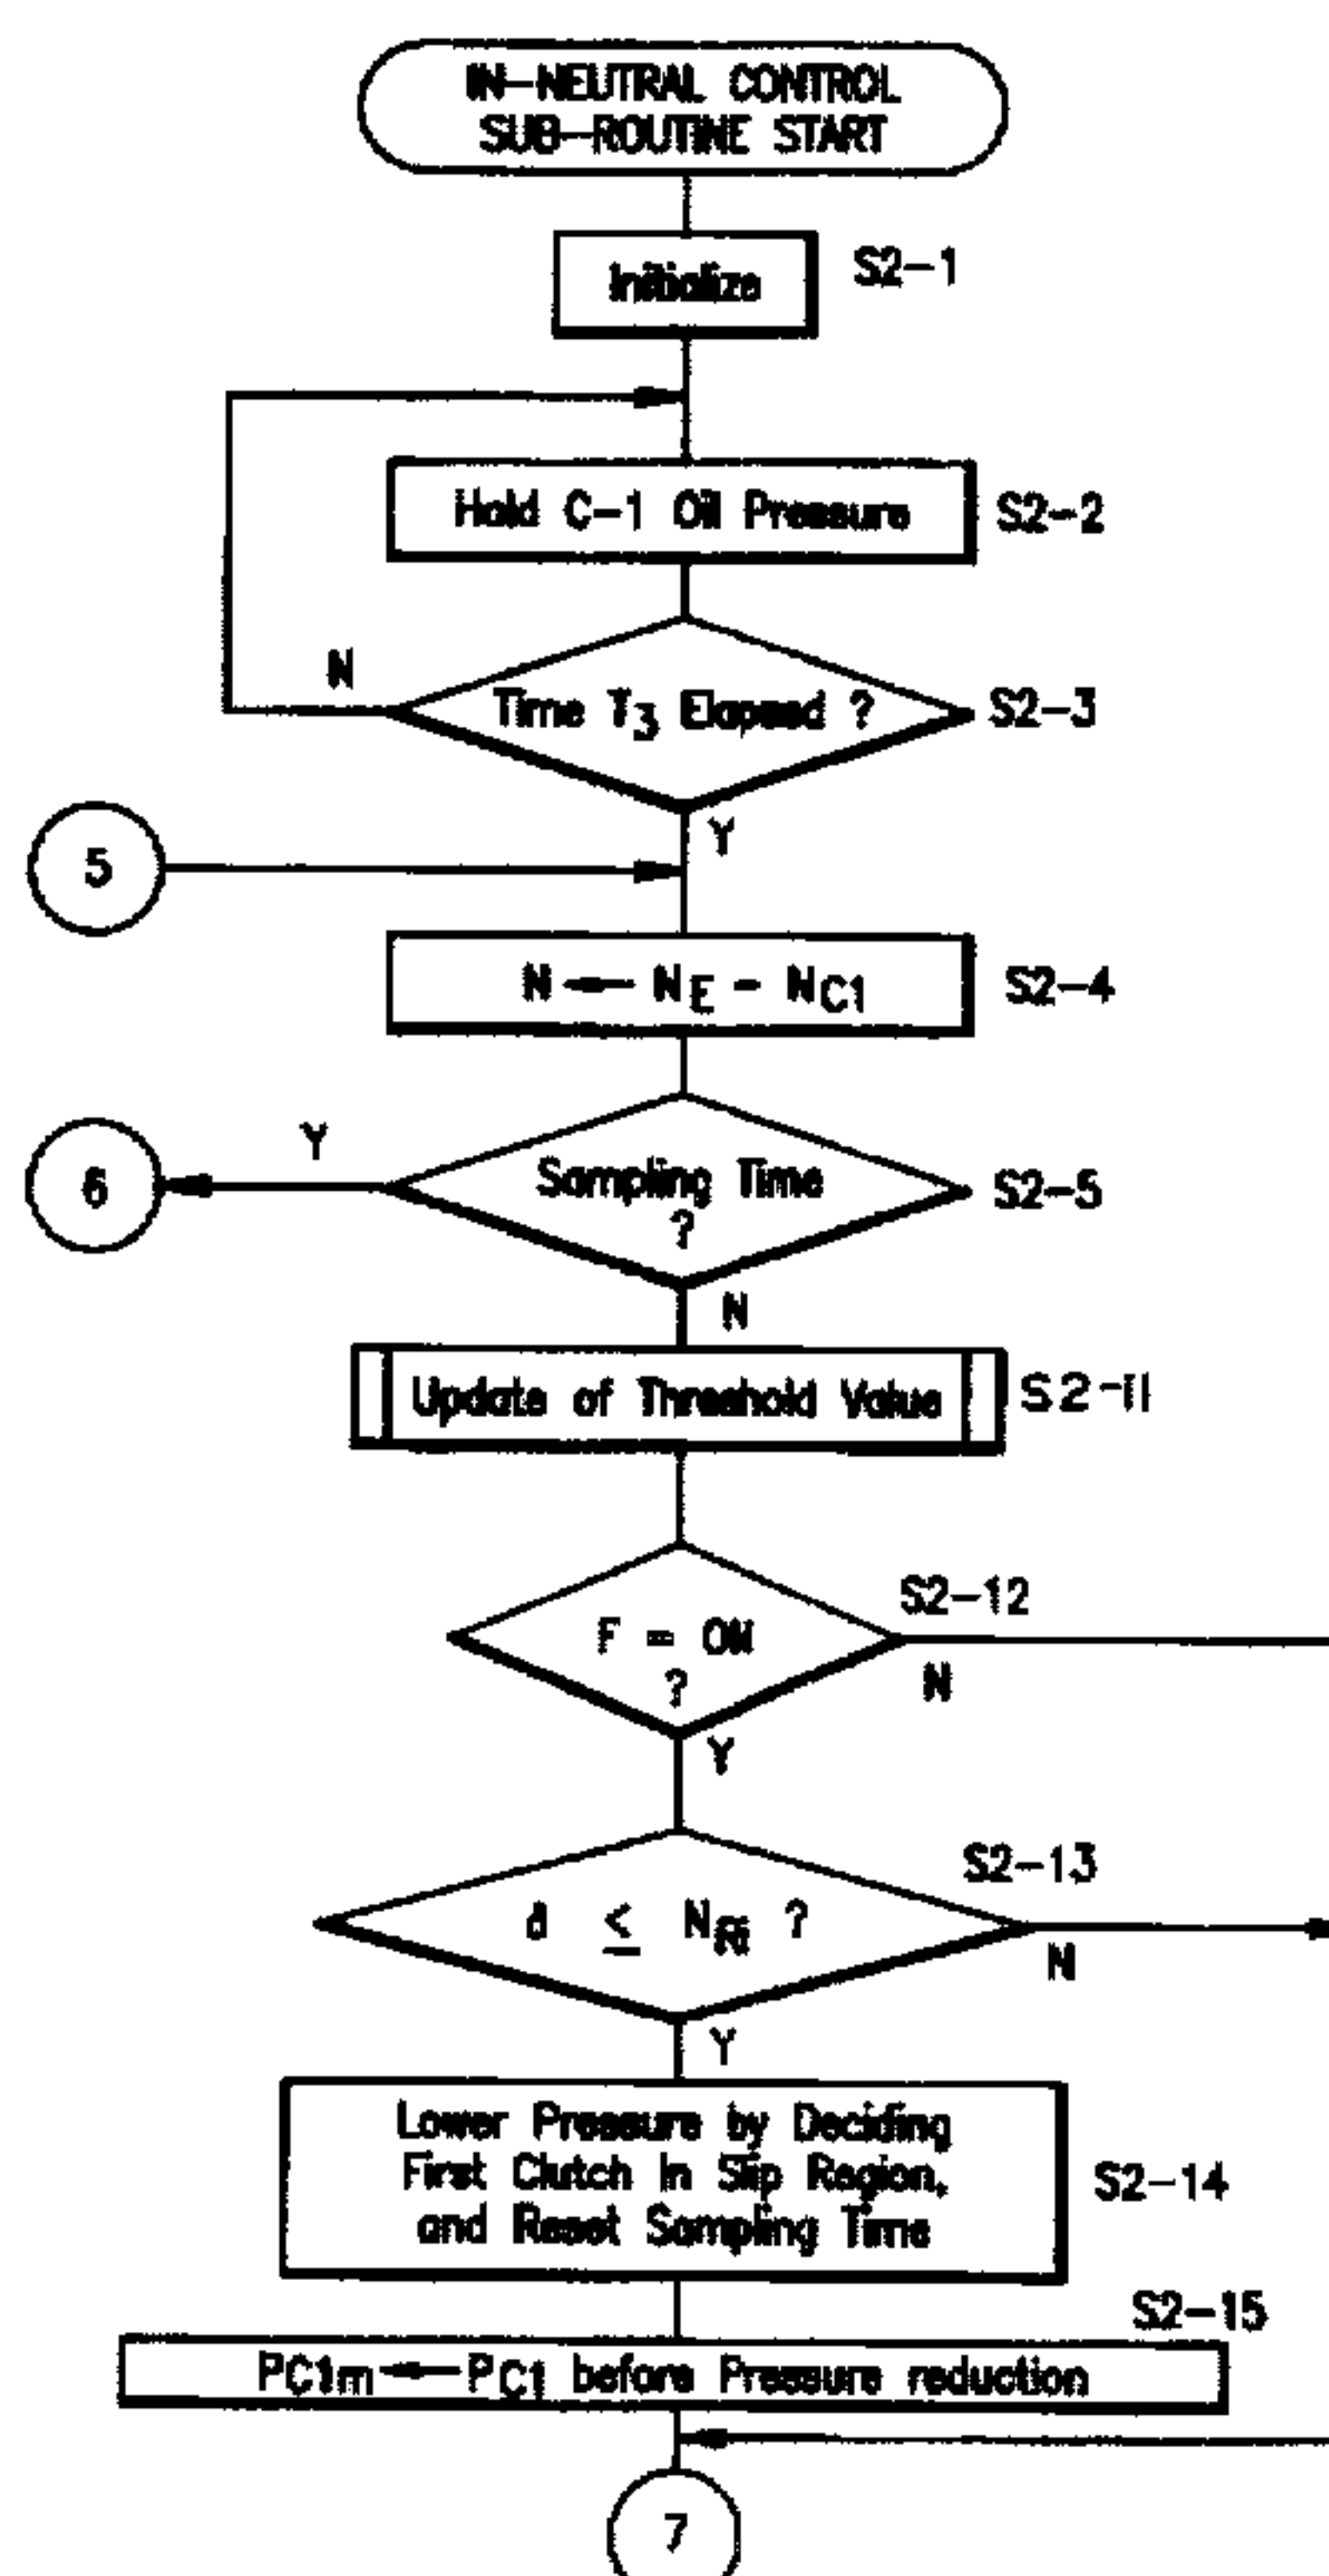 IN-NEUTRAL CONTROL
SUB-ROUTINE START
Initialize
S2-1
Hold C-1 Oil Pressure
S2-2
N
Time T3 Elapsed ?
S2-3
Y
5
N ← NE - NC1
S2-4
Y
Sampling Time
?
S2-5
6
N
Update of Threshold Value
S2-11
S2-12
F = ON
?
N
Y
S2-13
d ≤ N ?
N
Y
Lower Pressure by Deciding
First Clutch in Slip Region,
and Reset Sampling Time
S2-14
S2-15
PC1m ← PC1 before Pressure reduction
7